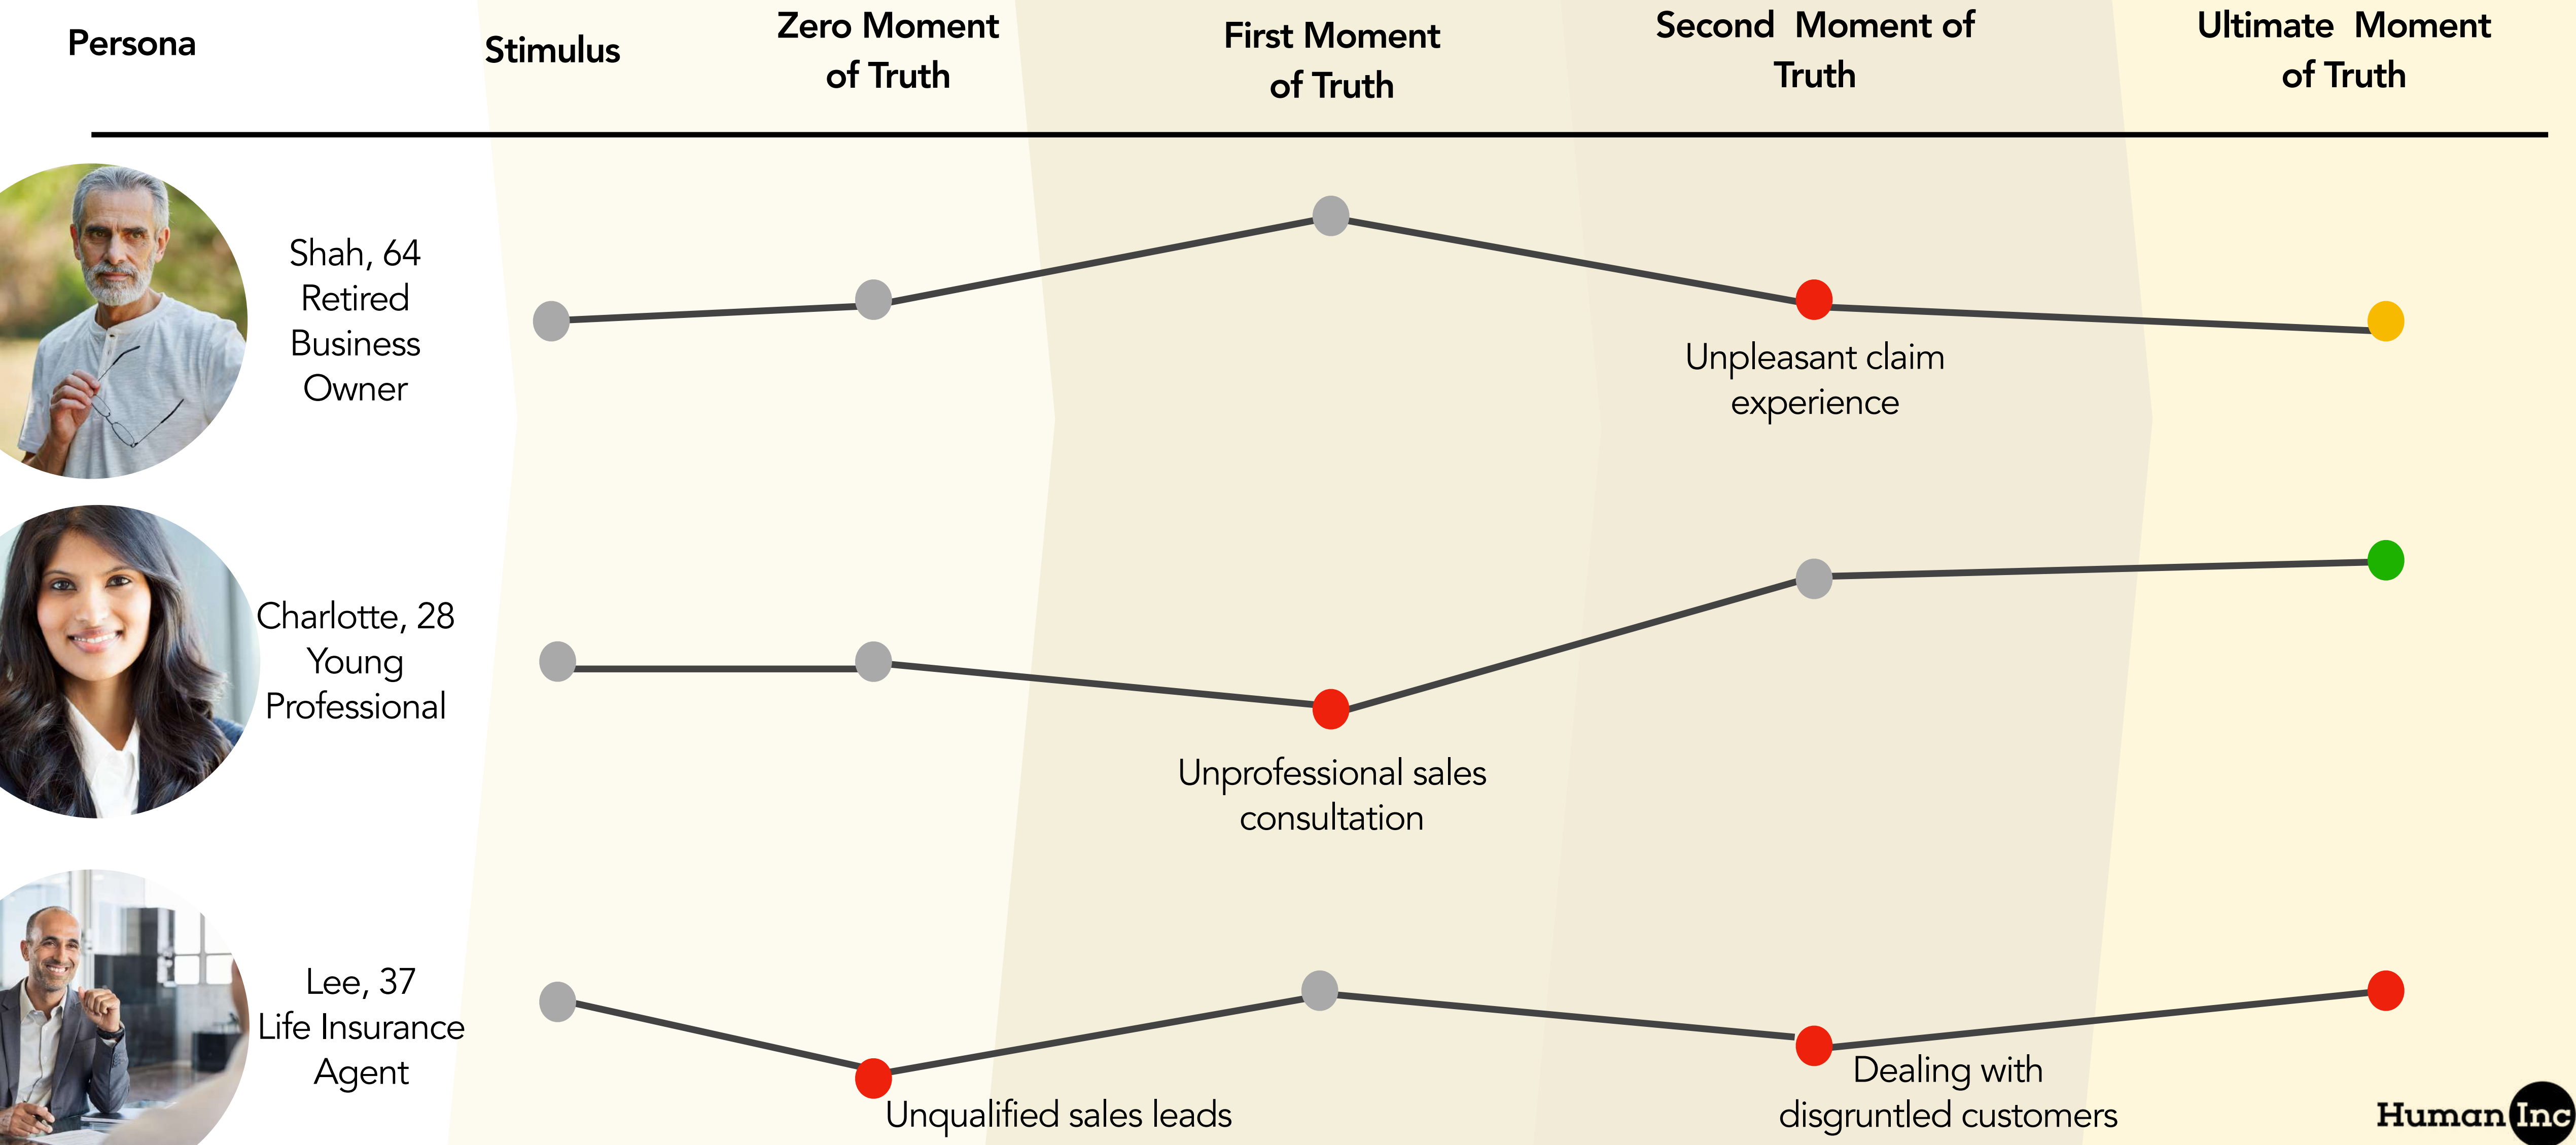 Persona
Stimulus
Zero Moment
of Truth
First Moment
of Truth
Second Moment of
Truth
Ultimate Moment
of Truth
Shah, 64
Retired
Business
Owner
Unpleasant claim
experience
Charlotte, 28
Young
Professional
Unprofessional sales
consultation
Lee, 37
Life Insurance
Agent
Unqualified sales leads
Dealing with
disgruntled customers
Human Inc